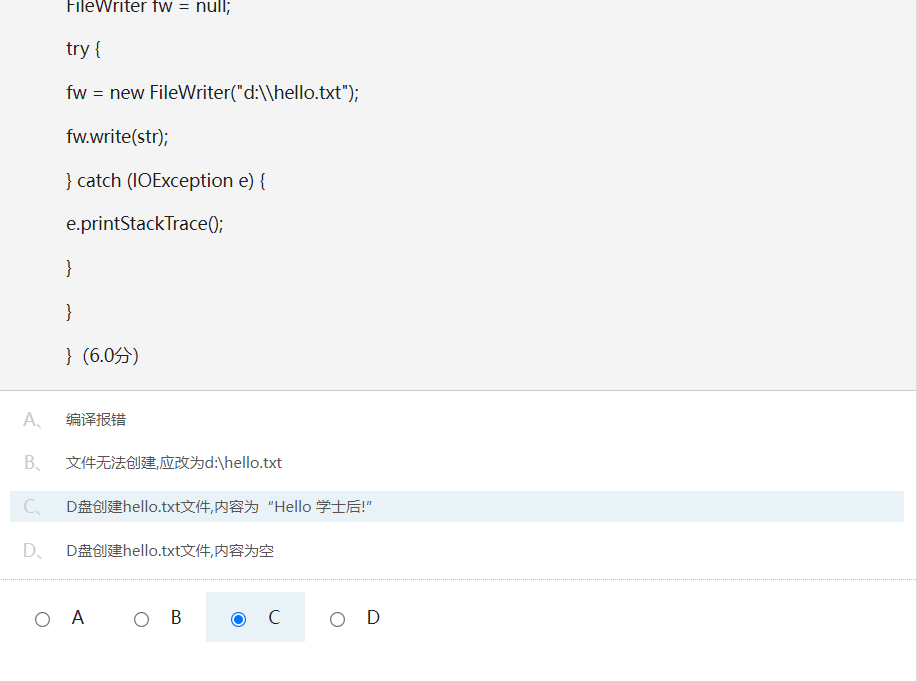 FileWriter fw = null;
try {
fw = new FileWriter("d:\\hello.txt");
fw.write(str);
} catch (IOException e) {
e.printStackTrace();
}
}
} (6.0分)
A、 编译报错
B、 文件无法创建,应改为d:\hello.txt
C、 D盘创建hello.txt文件,内容为“Hello 学士后!”
D、 D盘创建hello.txt文件,内容为空
A B C D